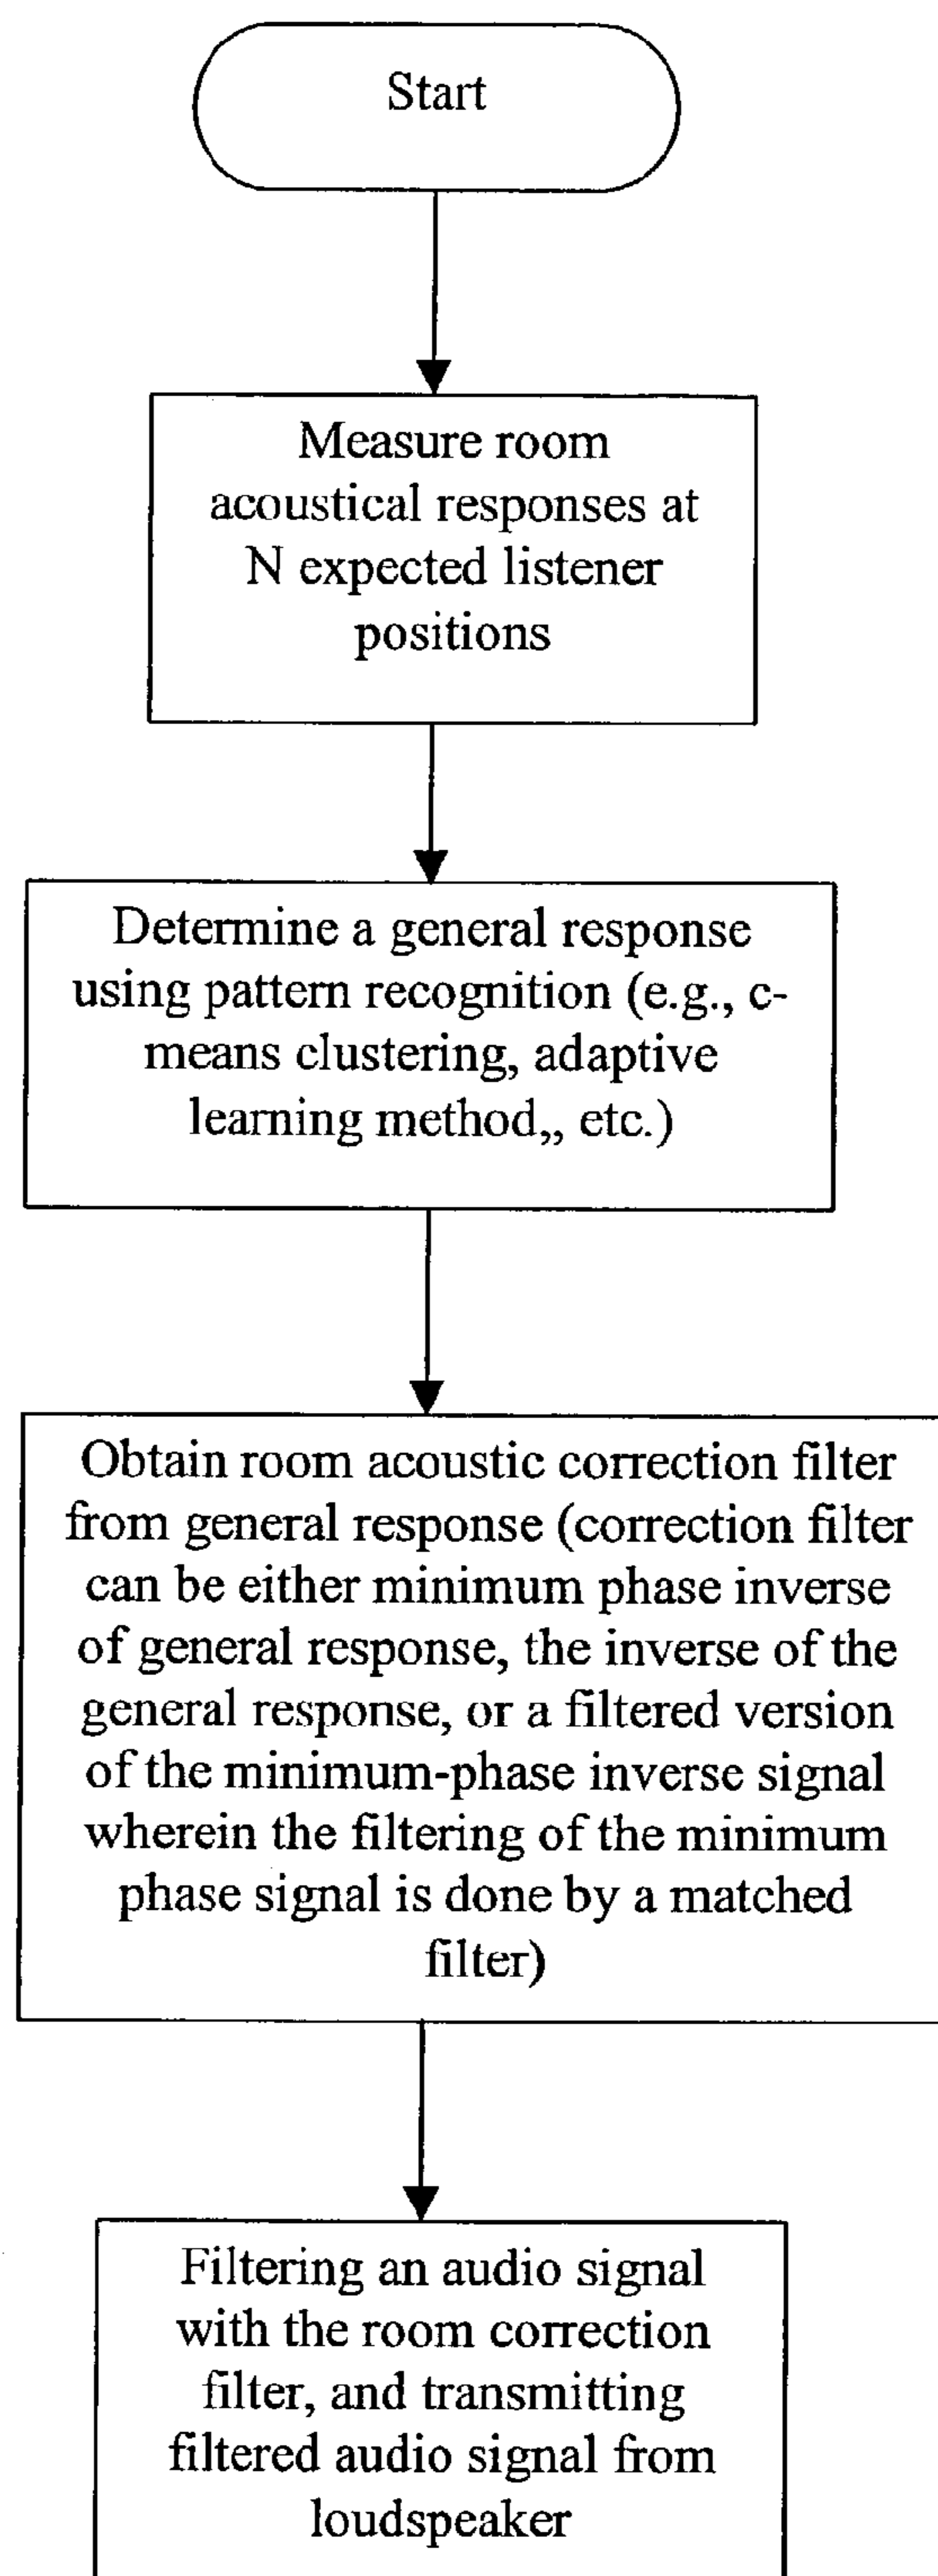 Start
Measure room
acoustical responses at
N expected listener
positions
Determine a general response
using pattern recognition (e.g., c-
means clustering, adaptive
learning method,, etc.)
Obtain room acoustic correction filter
from general response (correction filter
can be either minimum phase inverse
of general response, the inverse of the
general response, or a filtered version
of the minimum-phase inverse signal
wherein the filtering of the minimum
phase signal is done by a matched
filter)
Filtering an audio signal
with the room correction
filter, and transmitting
filtered audio signal from
loudspeaker